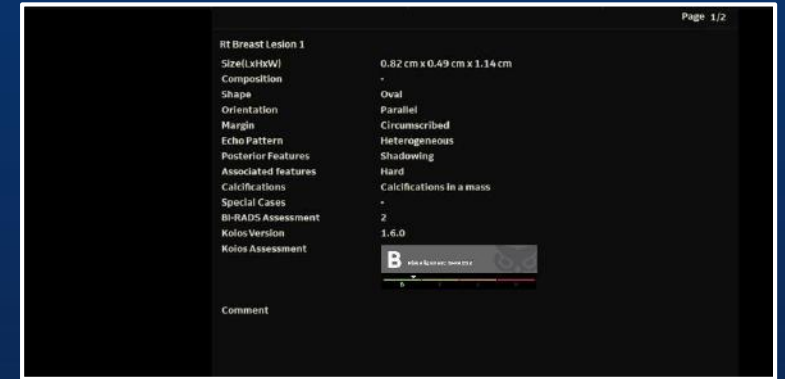 Page 1/2
Rt Breast Lesion 1
Size(LxHxW) 0.82 cm x 0.49 cm x 1.14 cm
Composition -
Shape Oval
Orientation Parallel
Margin Circumscribed
Echo Pattern Heterogeneous
Posterior Features Shadowing
Associated features Hard
Calcifications Calcifications in a mass
Special Cases -
BI-RADS Assessment 2
Koios Version 1.6.0
Koios Assessment
B
Comment